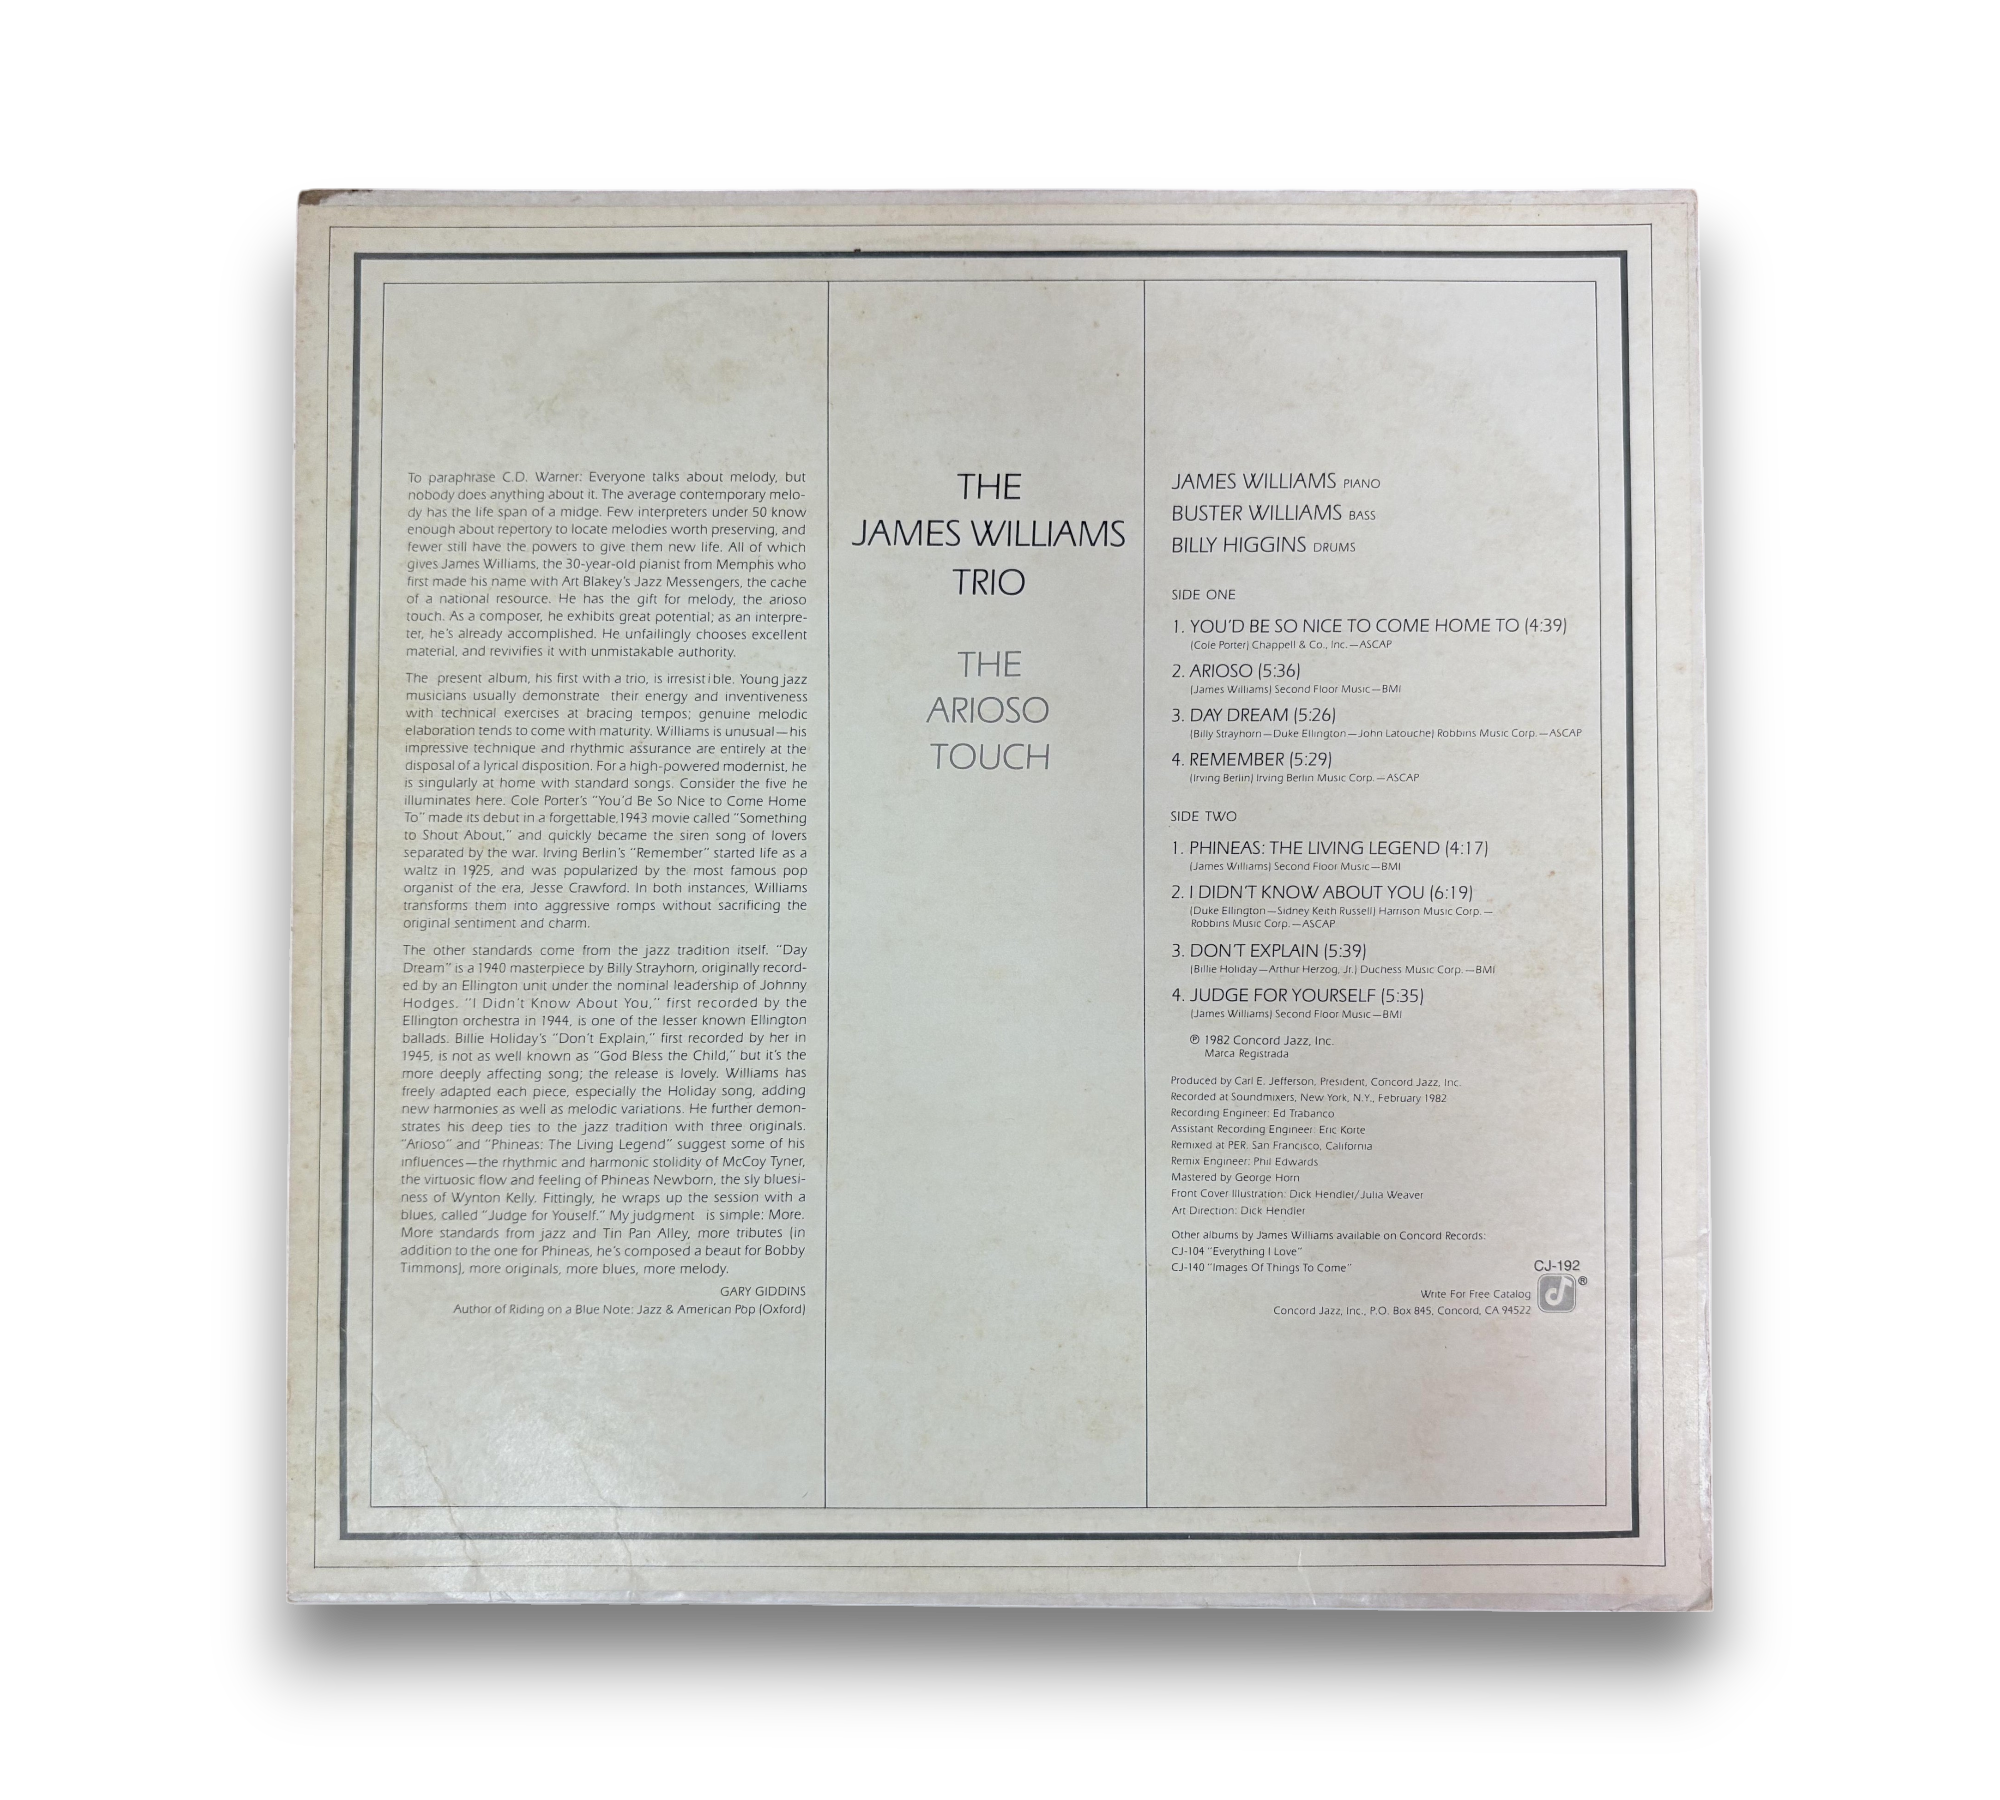 To paraphrase C.D. Warner: Everyone talks about melody, but
nobody does anything about it. The average contemporary melo-
dy has the life span of a midge. Few interpreters under 50 know
enough about repertory to locate melodies worth preserving, and
fewer still have the powers to give them new life. All of which
gives James Williams, the 30-year-old pianist from Memphis who
first made his name with Art Blakey's Jazz Messengers, the cache
of a national resource. He has the gift for melody, the arioso
touch. As a composer, he exhibits great potential; as an interpre-
ter, he's already accomplished. He unfailingly chooses excellent
material, and revivifies it with unmistakable authority.
The present album, his first with a trio, is irresistible. Young jazz
musicians usually demonstrate their energy and inventiveness
with technical exercises at bracing tempos; genuine melodic
elaboration tends to come with maturity. Williams is unusual—his
impressive technique and rhythmic assurance are entirely at the
disposal of a lyrical disposition. For a high-powered modernist, he
is singularly at home with standard songs. Consider the five he
illuminates here. Cole Porter's "You'd Be So Nice to Come Home
To" made its debut in a forgettable,1943 movie called "Something
to Shout About," and quickly became the siren song of lovers
separated by the war. Irving Berlin's "Remember" started life as a
waltz in 1925, and was popularized by the most famous pop
organist of the era, Jesse Crawford. In both instances, Williams
transforms them into aggressive romps without sacrificing the
original sentiment and charm.
The other standards come from the jazz tradition itself. "Day
Dream" is a 1940 masterpiece by Billy Strayhorn, originally record-
ed by an Ellington unit under the nominal leadership of Johnny
Hodges. "I Didn't Know About You," first recorded by the
Ellington orchestra in 1944, is one of the lesser known Ellington
ballads. Billie Holiday's "Don't Explain," first recorded by her in
1945, is not as well known as "God Bless the Child," but it's the
more deeply affecting song; the release is lovely. Williams has
freely adapted each piece, especially the Holiday song, adding
new harmonies as well as melodic variations. He further demon-
strates his deep ties to the jazz tradition with three originals.
"Arioso" and "Phineas: The Living Legend" suggest some of his
influences—the rhythmic and harmonic stolidity of McCoy Tyner,
the virtuosic flow and feeling of Phineas Newborn, the sly bluesi-
ness of Wynton Kelly. Fittingly, he wraps up the session with a
blues, called "Judge for Youself." My judgment is simple: More.
More standards from jazz and Tin Pan Alley, more tributes (in
addition to the one for Phineas, he's composed a beaut for Bobby
Timmons), more originals, more blues, more melody.
GARY GIDDINS
Author of Riding on a Blue Note: Jazz & American Pop (Oxford)
THE
JAMES WILLIAMS
TRIO
THE
ARIOSO
TOUCH
JAMES WILLIAMS PIANO
BUSTER WILLIAMS BASS
BILLY HIGGINS DRUMS
SIDE ONE
1. YOU'D BE SO NICE TO COME HOME TO (4:39)
(Cole Porter) Chappell & Co., Inc.—ASCAP
2. ARIOSO (5:36)
(James Williams) Second Floor Music—BMI
3. DAY DREAM (5:26)
(Billy Strayhorn—Duke Ellington—John Latouche) Robbins Music Corp.—ASCAP
4. REMEMBER (5:29)
(Irving Berlin) Irving Berlin Music Corp.—ASCAP
SIDE TWO
1. PHINEAS: THE LIVING LEGEND (4:17)
(James Williams) Second Floor Music—BMI
2. I DIDN'T KNOW ABOUT YOU (6:19)
(Duke Ellington—Sidney Keith Russell) Harrison Music Corp.—
Robbins Music Corp.—ASCAP
3. DON'T EXPLAIN (5:39)
(Billie Holiday—Arthur Herzog, Jr.) Duchess Music Corp.—BMI
4. JUDGE FOR YOURSELF (5:35)
(James Williams) Second Floor Music—BMI
℗ 1982 Concord Jazz, Inc.
Marca Registrada
Produced by Carl E. Jefferson, President, Concord Jazz, Inc.
Recorded at Soundmixers, New York, N.Y., February 1982
Recording Engineer: Ed Trabanco
Assistant Recording Engineer: Eric Korte
Remixed at PER. San Francisco, California
Remix Engineer: Phil Edwards
Mastered by George Horn
Front Cover Illustration: Dick Hendler/Julia Weaver
Art Direction: Dick Hendler
Other albums by James Williams available on Concord Records:
CJ-104 "Everything I Love"
CJ-140 "Images Of Things To Come"
CJ-192
®
Write For Free Catalog
Concord Jazz, Inc., P.O. Box 845, Concord, CA 94522